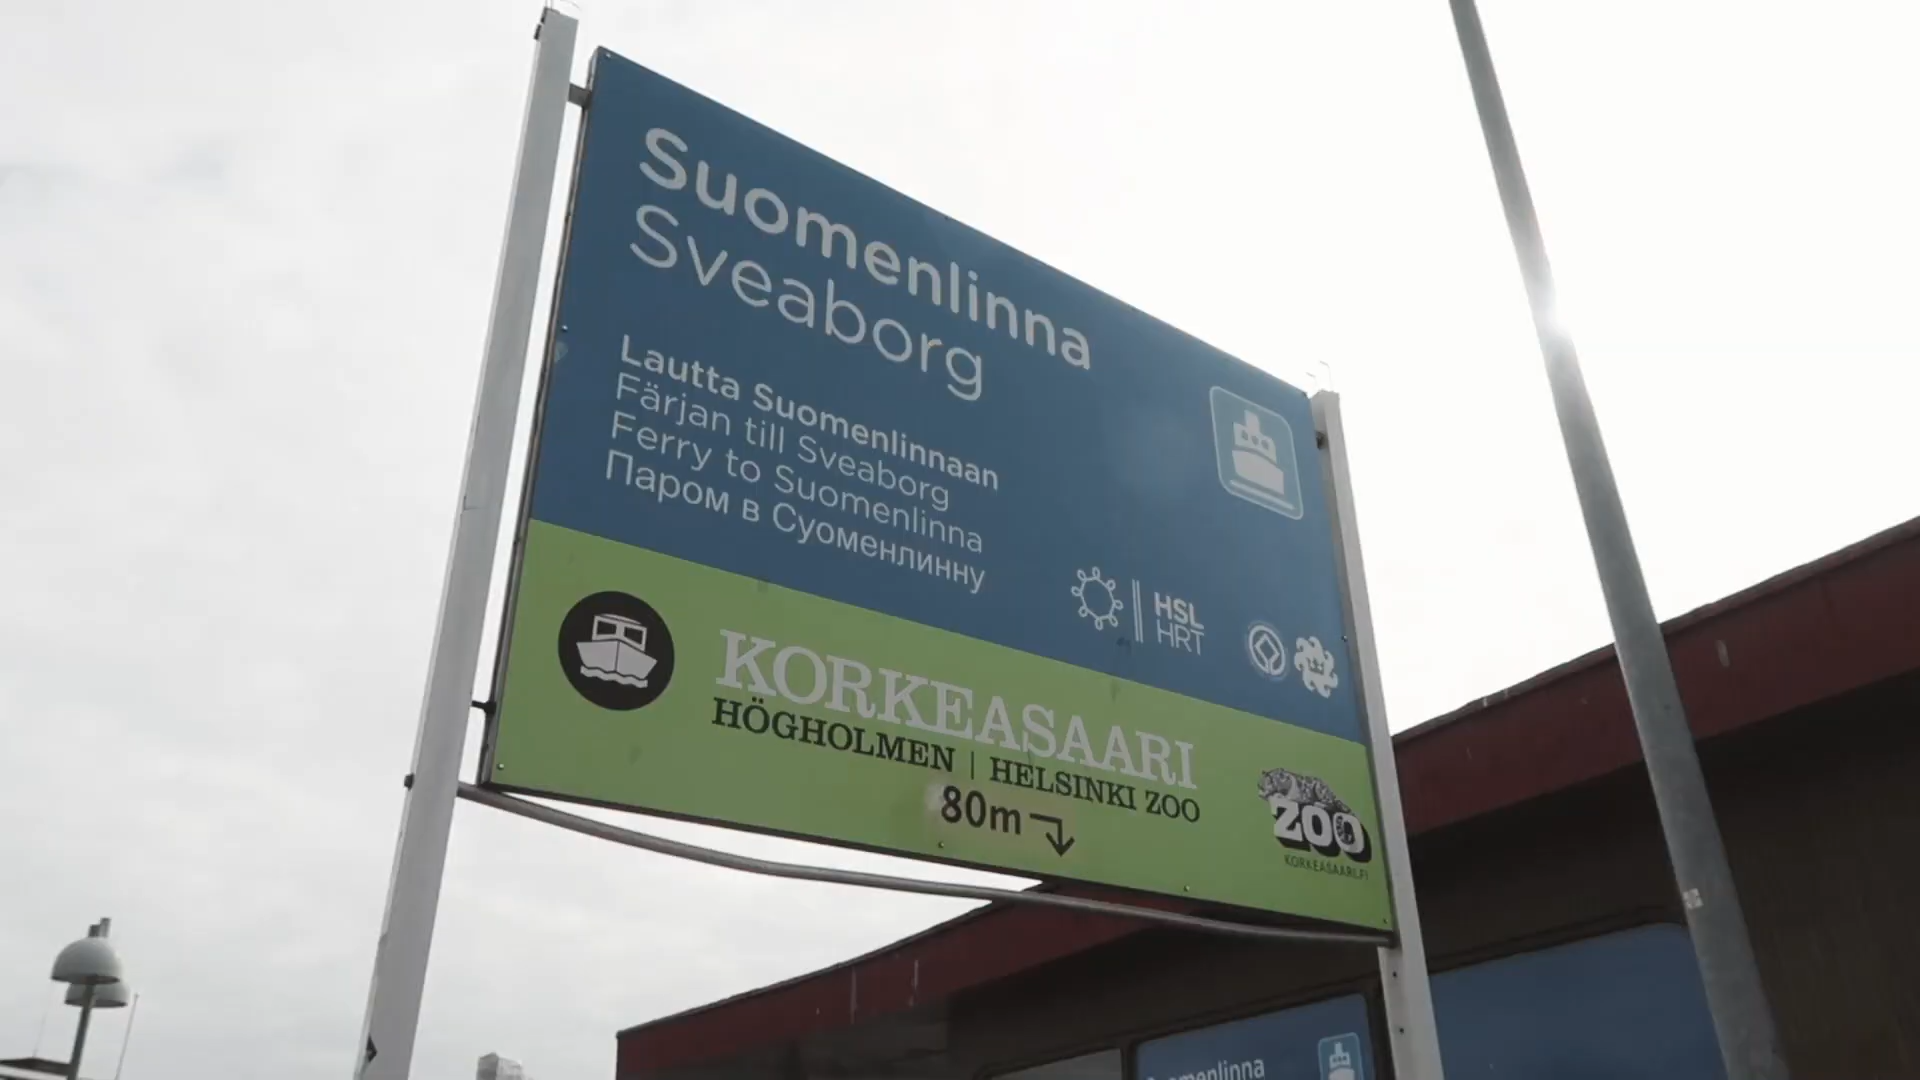 Suomenlinna
Sveaborg
Lautta Suomenlinnaan
Färjan till Sveaborg
Ferry to Suomenlinna
Паром в Суоменлинну
HSL
HRT
KORKEASAARI
HÖGHOLMEN | HELSINKI ZOO
80m
ZOO
KORKEASAARI.FI
Suomenlinna